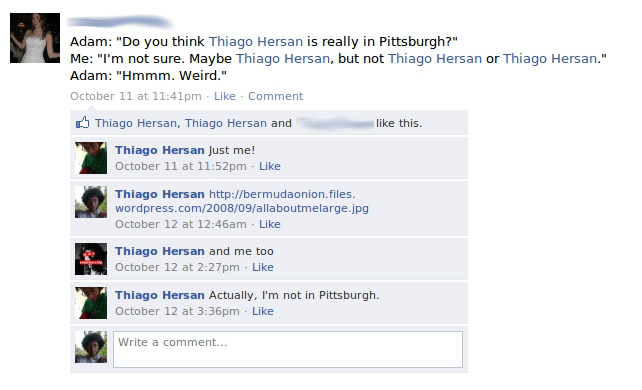 Adam: "Do you think Thiago Hersan is really in Pittsburgh?"
Me: "I'm not sure. Maybe Thiago Hersan, but not Thiago Hersan or Thiago Hersan."
Adam: "Hmmm. Weird."
October 11 at 11:41pm · Like · Comment
Thiago Hersan, Thiago Hersan and like this.
Thiago Hersan Just me!
October 11 at 11:52pm · Like
Thiago Hersan http://bermudaonion.files.
wordpress.com/2008/09/allaboutmelarge.jpg
October 12 at 12:46am · Like
Thiago Hersan and me too
October 12 at 2:27pm · Like
Thiago Hersan Actually, I'm not in Pittsburgh.
October 12 at 3:36pm · Like
Write a comment...